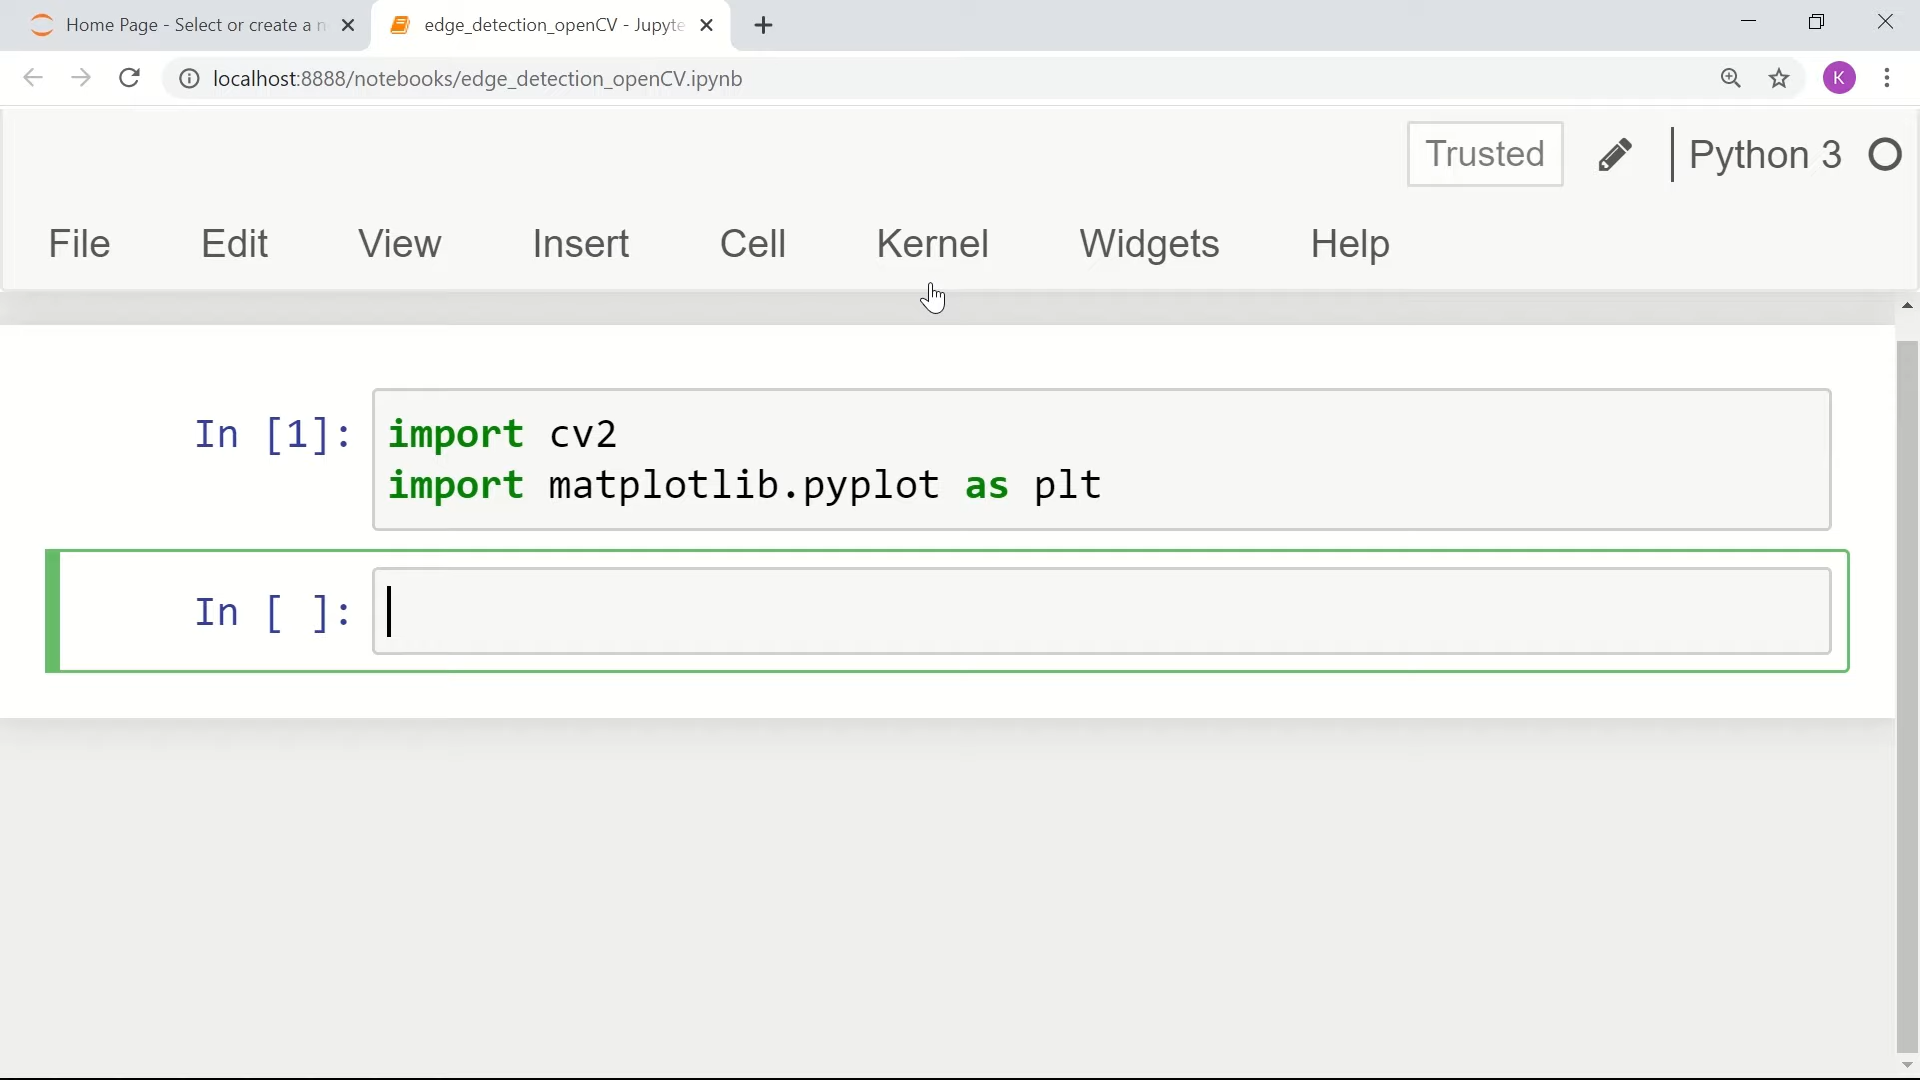 Home Page - Select or create a n
edge_detection_openCV - Jupyte
localhost:8888/notebooks/edge_detection_openCV.ipynb
K
Trusted
Python 3
File Edit View Insert Cell Kernel Widgets Help
In [1]: import cv2
import matplotlib.pyplot as plt
In [ ]: